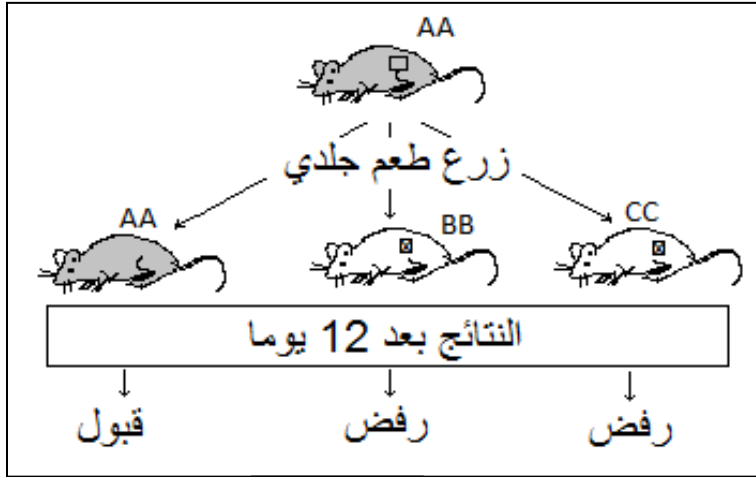 AA
زرع طعم جلدي
AA
BB
CC
النتائج بعد 12 يوما
قبول
رفض
رفض